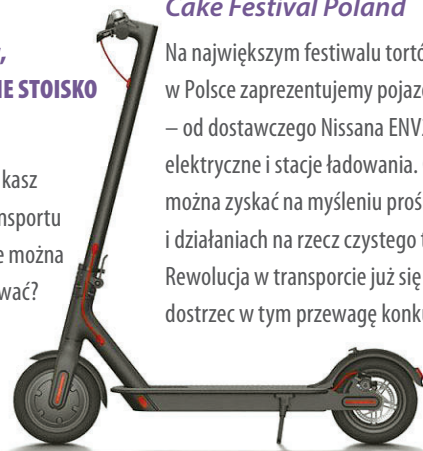 IE STOISKO
kasz
nsportu
e można
wać?
Cake Festival Poland
Na największym festiwalu tortó
w Polsce zaprezentujemy pojazd
– od dostawczego Nissana ENV
elektryczne i stacje ładowania.
można zyskać na myśleniu proś
i działaniach na rzecz czystego t
Rewolucja w transporcie już się
dostrzec w tym przewagę konku